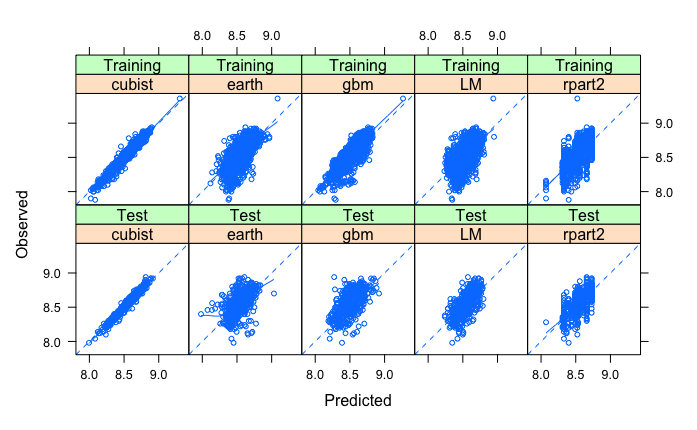 8.0 8.5 9.0 8.0 8.5 9.0
Training Training Training Training Training
cubist earth gbm LM rpart2
9.0
8.5
8.0
Test Test Test Test Test
cubist earth gbm LM rpart2
Observed
9.0
8.5
8.0
8.0 8.5 9.0 8.0 8.5 9.0 8.0 8.5 9.0
Predicted